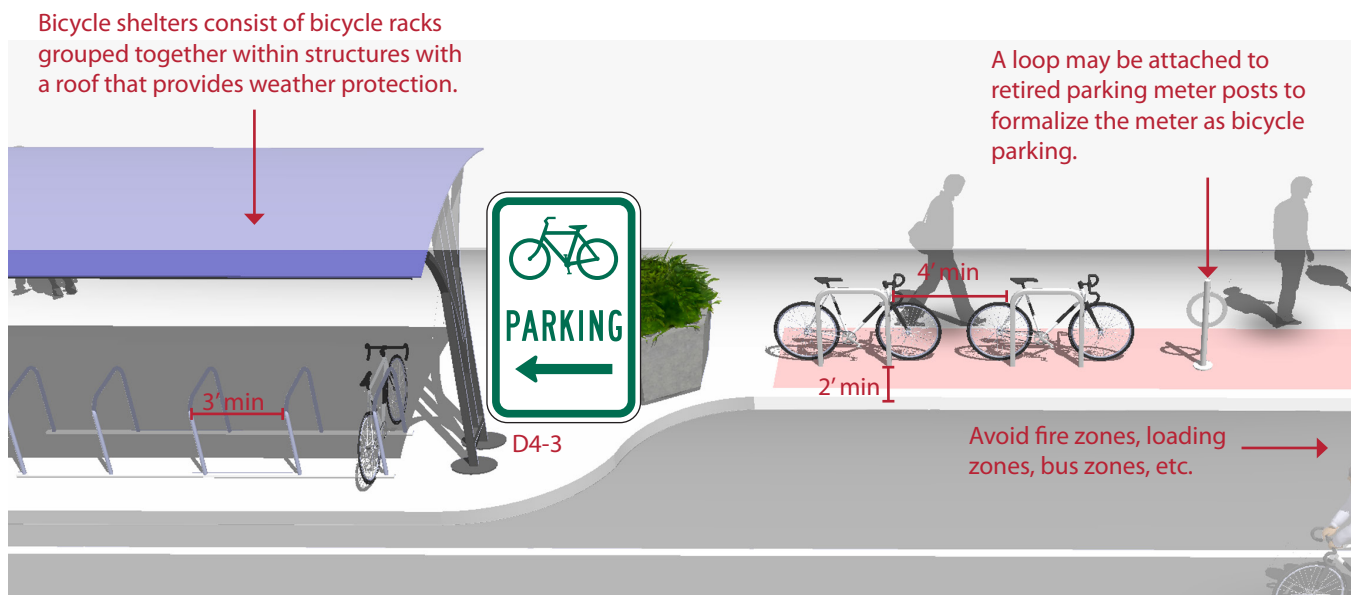 Bicycle shelters consist of bicycle racks
grouped together within structures with
a roof that provides weather protection.
A loop may be attached to
retired parking meter posts to
formalize the meter as bicycle
parking.
4’ min
PARKING
3’ min
2’ min
D4-3
Avoid fire zones, loading
zones, bus zones, etc.